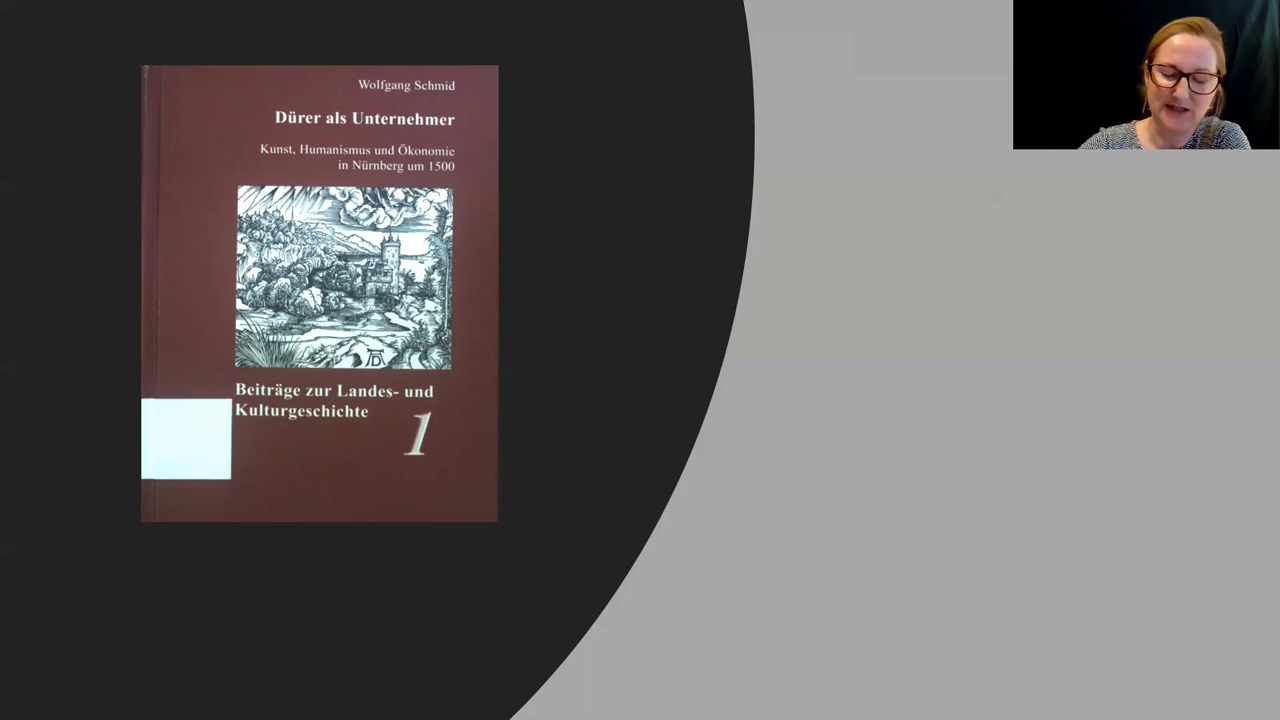 Wolfgang Schmid
Dürer als Unternehmer
Kunst, Humanismus und Ökonomie
in Nürnberg um 1500
AD
Beiträge zur Landes- und
Kulturgeschichte
1